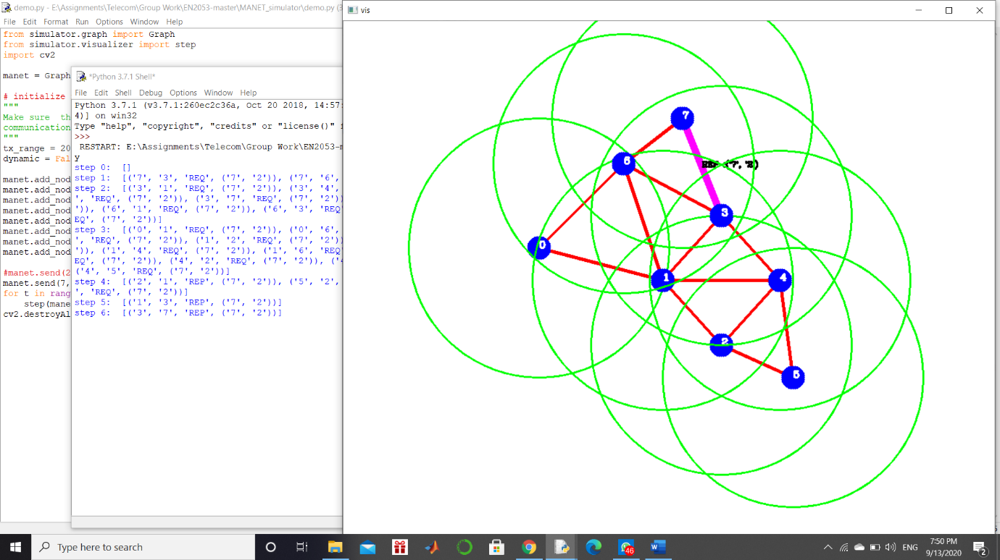 demo.py - E:\Assignments\Telecom\Group Work\EN2053-master\MANET_simulator\demo.py (3
File Edit Format Run Options Window Help
from simulator.graph import Graph
from simulator.visualizer import step
import cv2
manet = Graph
# initialize
"""
Make sure th
communication
"""
tx_range = 20
dynamic = Fal
manet.add_nod
manet.add_nod
manet.add_nod
manet.add_nod
manet.add_nod
manet.add_nod
manet.add_nod
manet.add_nod
#manet.send(2
manet.send(7,
for t in rang
step(mane
cv2.destroyAl
*Python 3.7.1 Shell*
File Edit Shell Debug Options Window Help
Python 3.7.1 (v3.7.1:260ec2c36a, Oct 20 2018, 14:57:
4)] on win32
Type "help", "copyright", "credits" or "license()" f
>>>
RESTART: E:\Assignments\Telecom\Group Work\EN2053-m
y
step 0: []
step 1: [('7', '3', 'REQ', ('7', '2')), ('7', '6',
step 2: [('3', '1', 'REQ', ('7', '2')), ('3', '4',
', 'REQ', ('7', '2')), ('3', '7', 'REQ', ('7', '2'))
')), ('6', '1', 'REQ', ('7', '2')), ('6', '3', 'REQ'
EQ', ('7', '2'))]
step 3: [('0', '1', 'REQ', ('7', '2')), ('0', '6',
', 'REQ', ('7', '2')), ('1', '2', 'REQ', ('7', '2'))
')), ('1', '4', 'REQ', ('7', '2')), ('1', '6', 'REQ'
EQ', ('7', '2')), ('4', '2', 'REQ', ('7', '2')), ('4
('4', '5', 'REQ', ('7', '2'))]
step 4: [('2', '1', 'REP', ('7', '2')), ('5', '2',
', 'REQ', ('7', '2'))]
step 5: [('1', '3', 'REP', ('7', '2'))]
step 6: [('3', '7', 'REP', ('7', '2'))]
vis
7
6
REP ('7', '2')
3
0
1
4
2
5
Type here to search
46
ENG
7:50 PM
9/13/2020
2